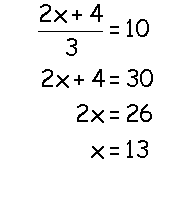 (2x + 4)/3 = 10
2x + 4 = 30
2x = 26
x = 13